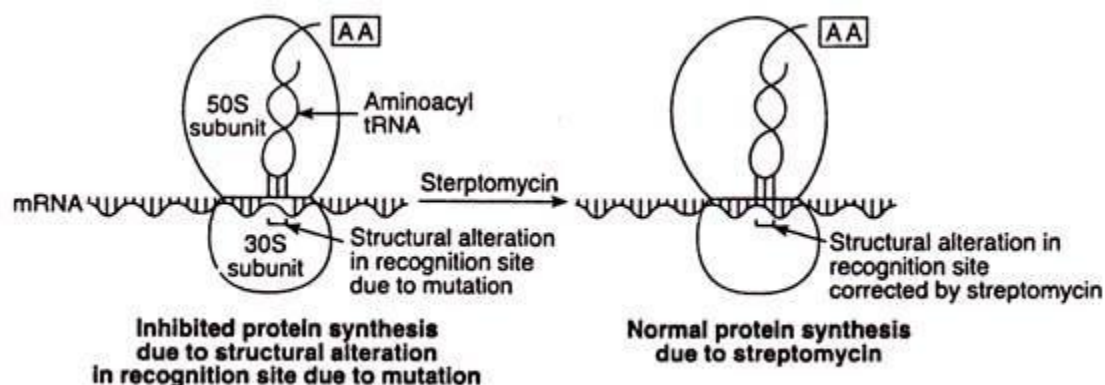 AA
50S
subunit
Aminoacyl
tRNA
mRNA
Sterptomycin
30S
subunit
Structural alteration
in recognition site
due to mutation
Inhibited protein synthesis
due to structural alteration
in recognition site due to mutation
AA
Structural alteration in
recognition site
corrected by streptomycin
Normal protein synthesis
due to streptomycin